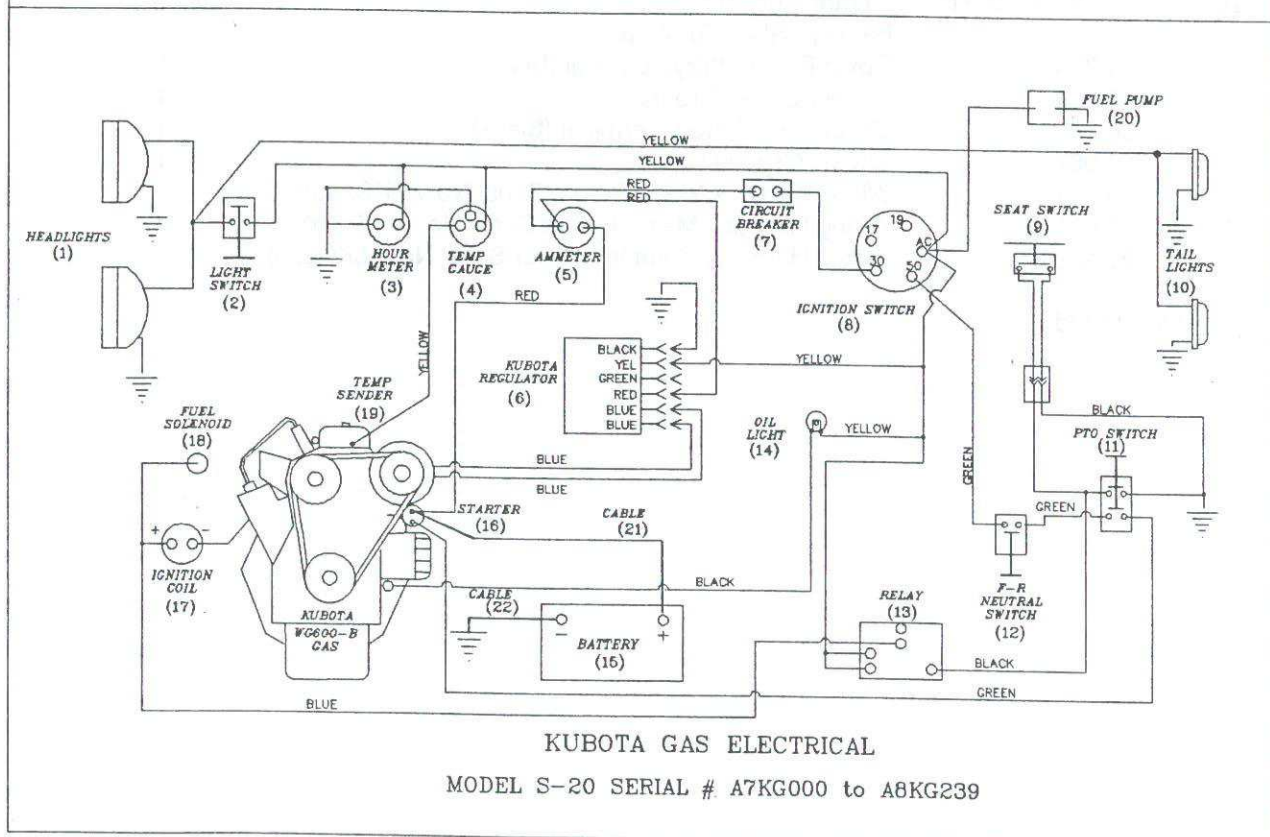 FUEL PUMP
(20)
YELLOW
YELLOW
RED
RED
HEADLIGHTS
(1)
LIGHT
SWITCH
(2)
HOUR
METER
(3)
TEMP
GAUGE
(4)
AMMETER
(5)
CIRCUIT
BREAKER
(7)
17
19
AC
30
50
IGNITION SWITCH
(8)
SEAT SWITCH
(9)
TAIL
LIGHTS
(10)
RED
YELLOW
KUBOTA
REGULATOR
(6)
BLACK
YEL
GREEN
RED
BLUE
BLUE
YELLOW
TEMP
SENDER
(19)
FUEL
SOLENOID
(18)
OIL
LIGHT
(14)
YELLOW
BLACK
PTO SWITCH
(11)
GREEN
BLUE
BLUE
STARTER
(16)
CABLE
(21)
GREEN
+ -
IGNITION
COIL
(17)
F-R
NEUTRAL
SWITCH
(12)
KUBOTA
WG600-B
GAS
CABLE
(22)
BLACK
- +
BATTERY
(15)
RELAY
(13)
BLACK
GREEN
BLUE
KUBOTA GAS ELECTRICAL
MODEL S-20 SERIAL # A7KG000 to A8KG239